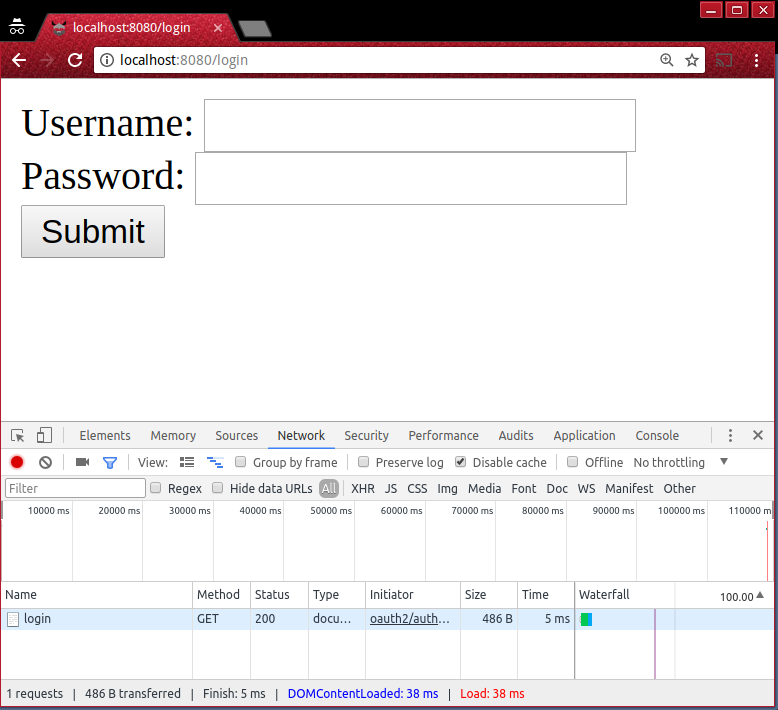 localhost:8080/login
localhost:8080/login
Username:
Password:
Submit
Elements Memory Sources Network Security Performance Audits Application Console
View: Group by frame Preserve log Disable cache Offline No throttling
Filter Regex Hide data URLs All XHR JS CSS Img Media Font Doc WS Manifest Other
10000 ms 20000 ms 30000 ms 40000 ms 50000 ms 60000 ms 70000 ms 80000 ms 90000 ms 100000 ms 110000 m
Name Method Status Type Initiator Size Time Waterfall 100.00
login GET 200 docu... oauth2/auth... 486 B 5 ms
1 requests | 486 B transferred | Finish: 5 ms | DOMContentLoaded: 38 ms | Load: 38 ms